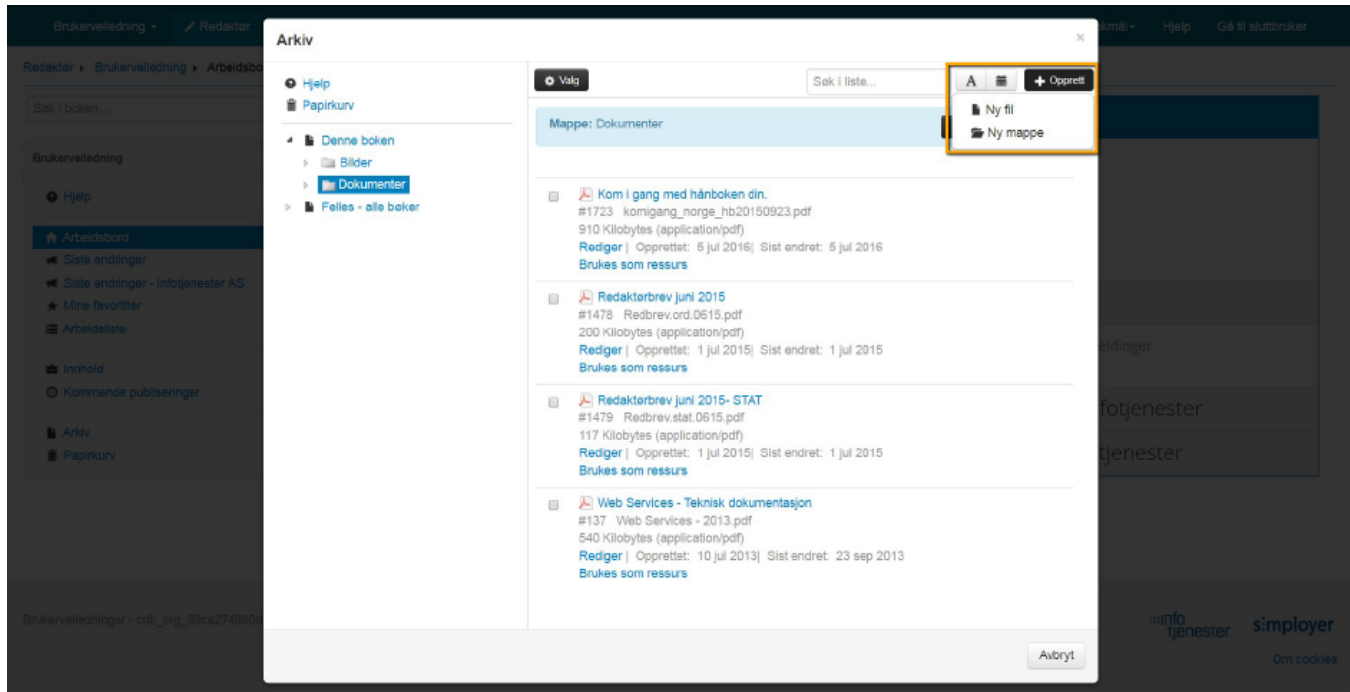 Brukerveiledning
Redaktør
kmål
Hjelp
Gå til sluttbruker
Redaktør
Brukerveiledning
Arbeidsbo
Søk i boken...
Brukerveiledning
Hjelp
Arbeidsbord
Siste endringer
Siste endringer - Infotjenester AS
Mine favoritter
Arbeidsliste
Innhold
Kommende publiseringer
Arkiv
Papirkurv
Arkiv
×
Hjelp
Papirkurv
Denne boken
Bilder
Dokumenter
Felles - alle bøker
Valg
Søk i liste...
A
Opprett
Ny fil
Ny mappe
Mappe: Dokumenter
Kom i gang med hånboken din.
#1723 komigang_norge_hb20150923.pdf
910 Kilobytes (application/pdf)
Rediger | Opprettet: 5 jul 2016| Sist endret: 5 jul 2016
Brukes som ressurs
Redaktørbrev juni 2015
#1478 Redbrev.ord.0615.pdf
200 Kilobytes (application/pdf)
Rediger | Opprettet: 1 jul 2015| Sist endret: 1 jul 2015
Brukes som ressurs
Redaktørbrev juni 2015- STAT
#1479 Redbrev.stat.0615.pdf
117 Kilobytes (application/pdf)
Rediger | Opprettet: 1 jul 2015| Sist endret: 1 jul 2015
Brukes som ressurs
Web Services - Teknisk dokumentasjon
#137 Web Services - 2013.pdf
540 Kilobytes (application/pdf)
Rediger | Opprettet: 10 jul 2013| Sist endret: 23 sep 2013
Brukes som ressurs
eldinger
fotjenester
tjenester
Avbryt
Brukerveiledninger - cdb_org_99ce274980
info
tjenester
s:mployer
Om cookies